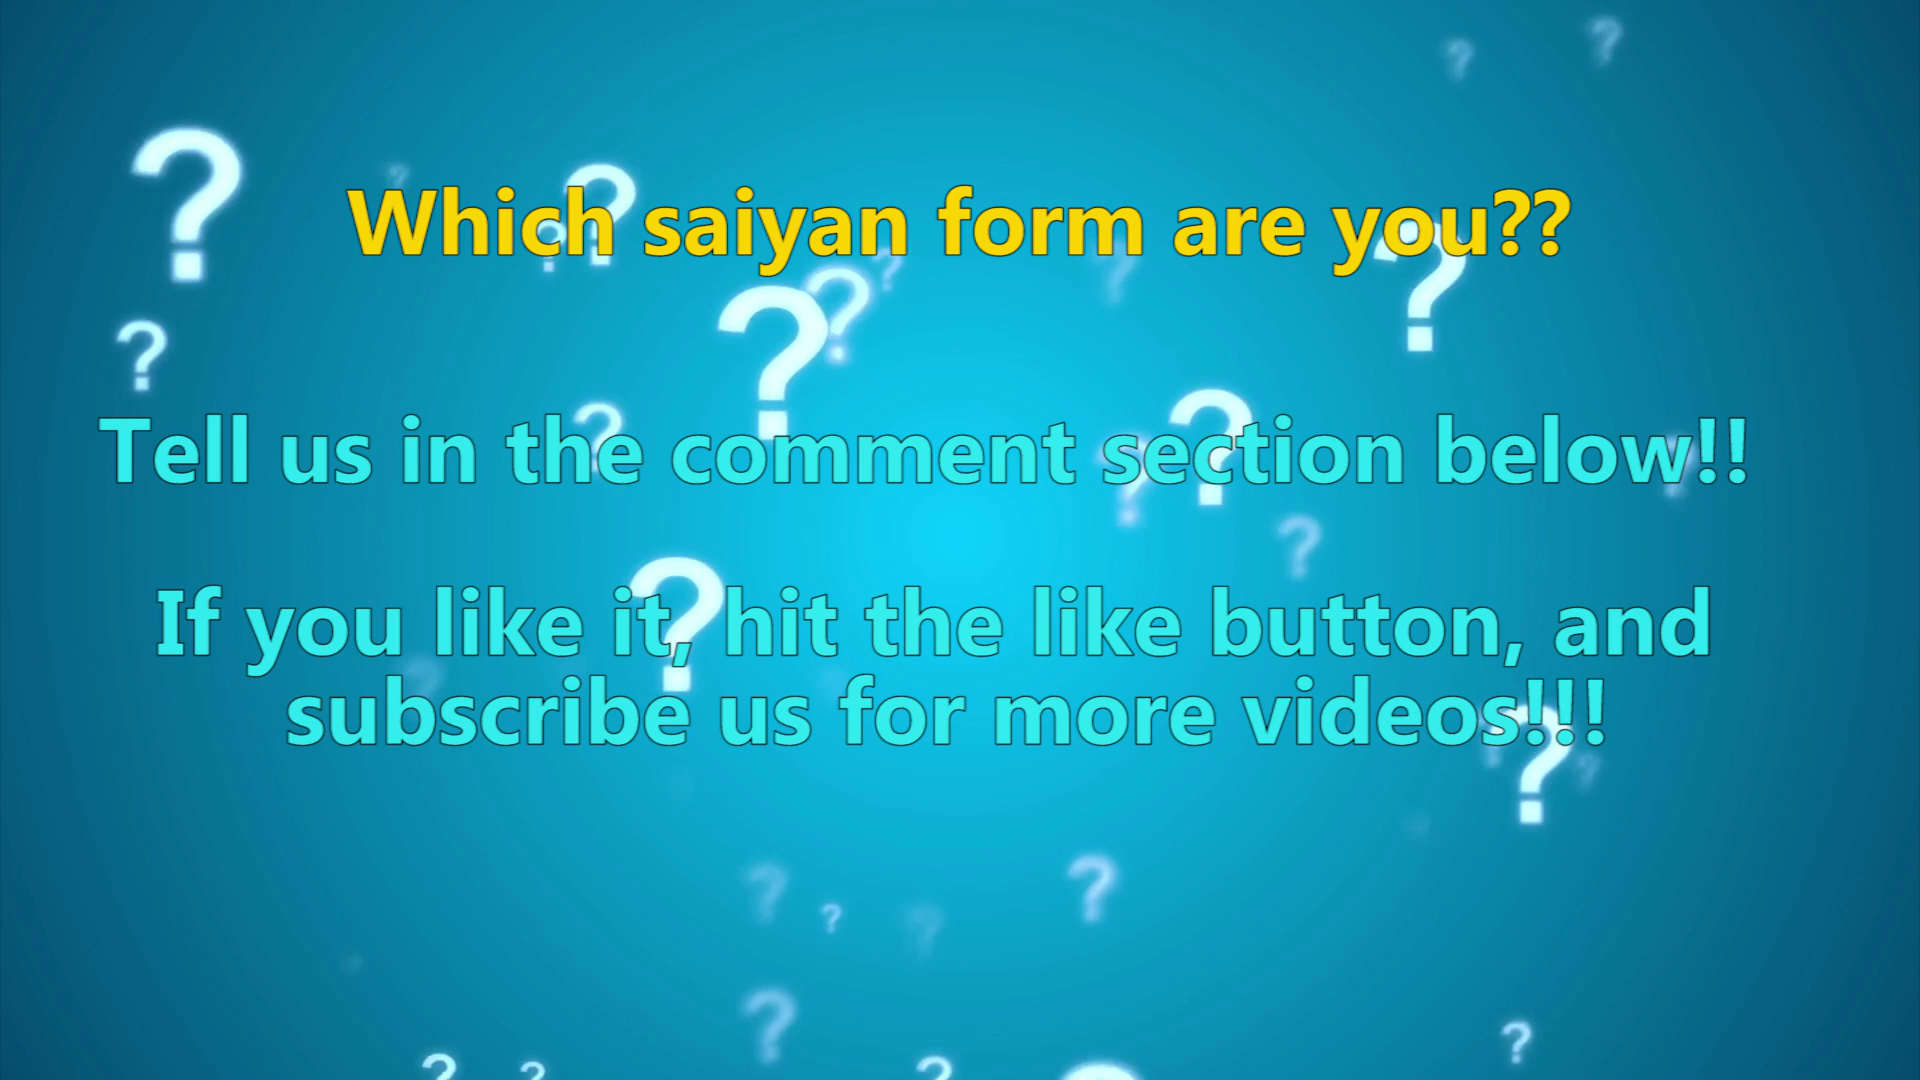 Which saiyan form are you??
Tell us in the comment section below!!
If you like it, hit the like button, and
subscribe us for more videos!!!